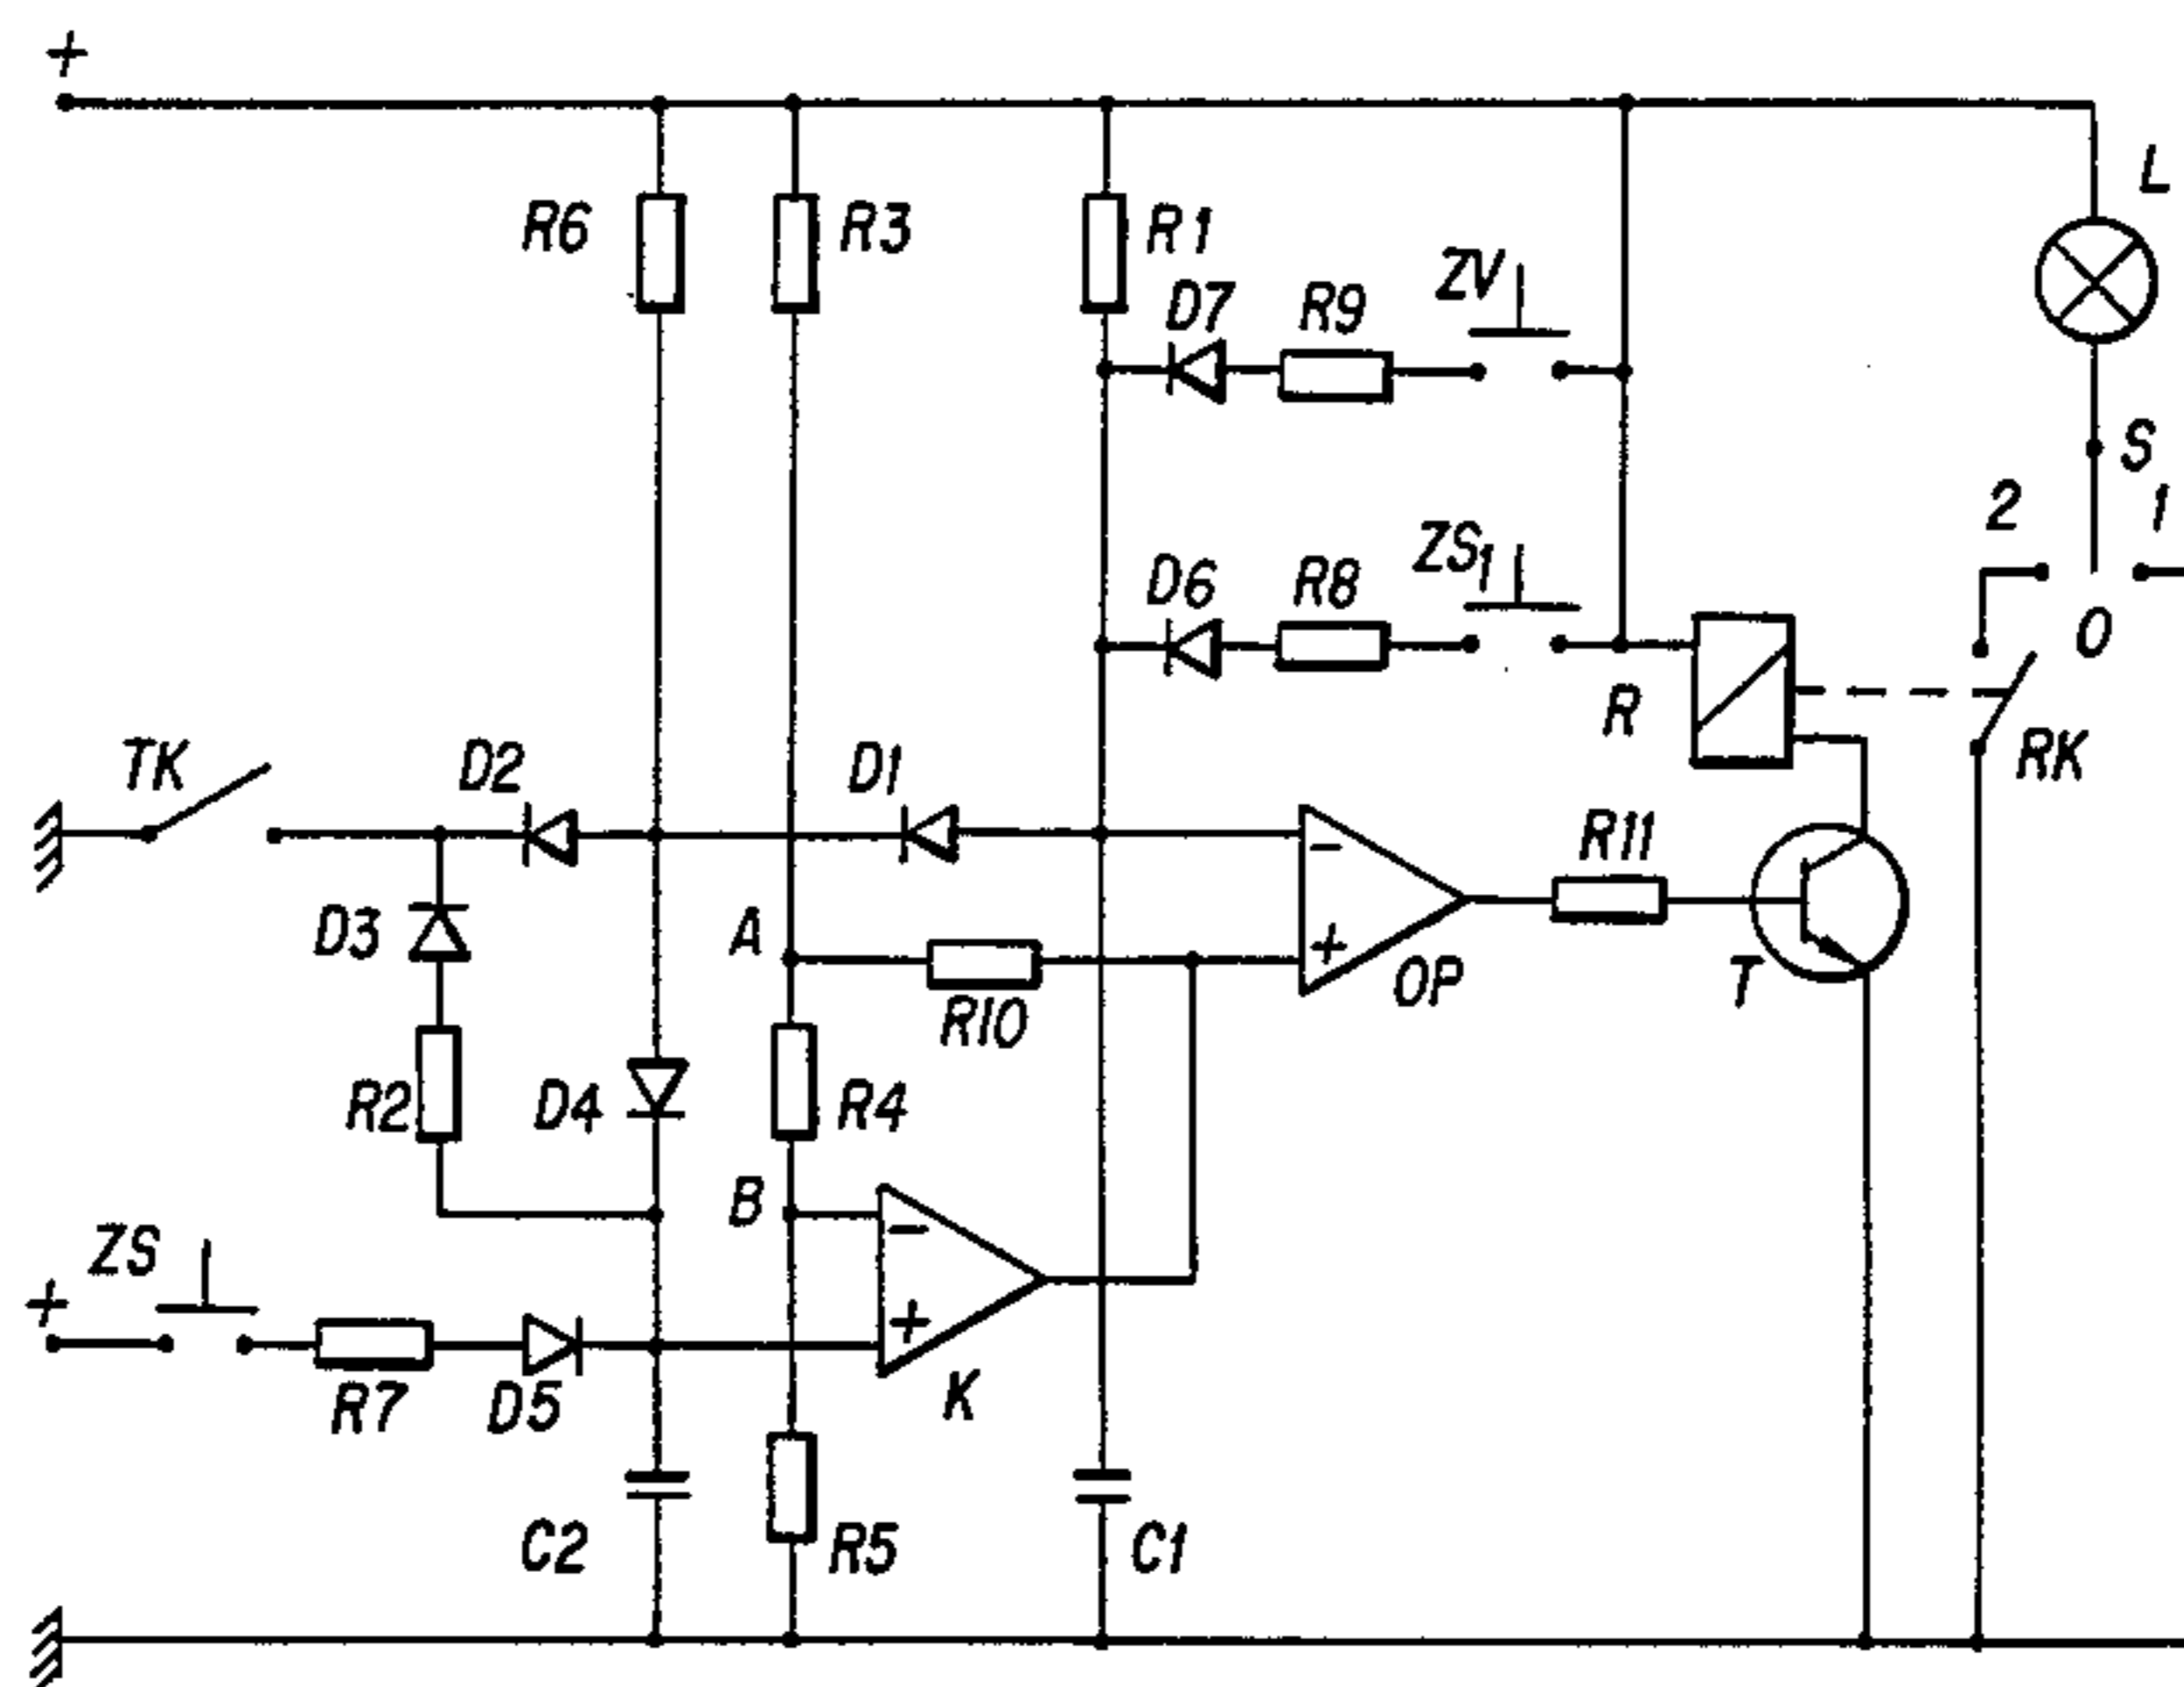 +
L
R6 R3 R1
ZV
D7 R9
S
2 1
ZS1
D6 R8
0
R
RK
TK D2 D1
R11
A
D3
-
+
OP
T
R10
R2 D4 R4
B
-
ZS
+
+
K
R7 D5
C2 R5 C1